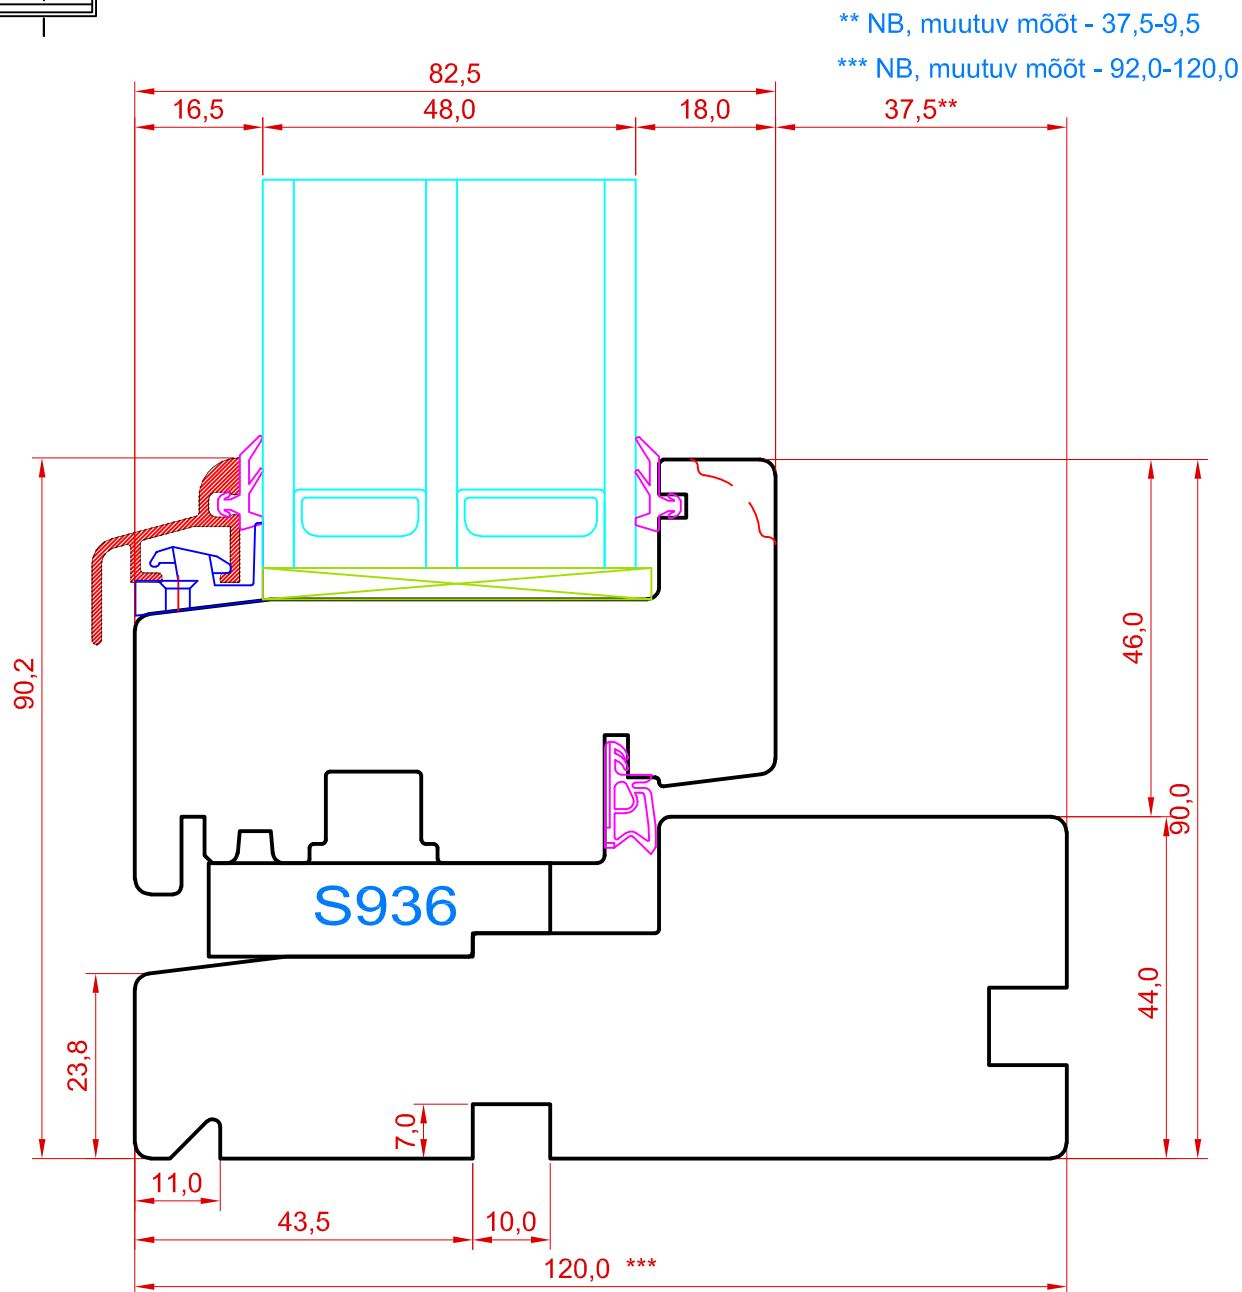 ** NB, muutuv mõõt - 37,5-9,5
*** NB, muutuv mõõt - 92,0-120,0
82,5
16,5 48,0 18,0 37,5**
46,0
90,2
90,0
S936
44,0
23,8
7,0
11,0
43,5 10,0
120,0 ***